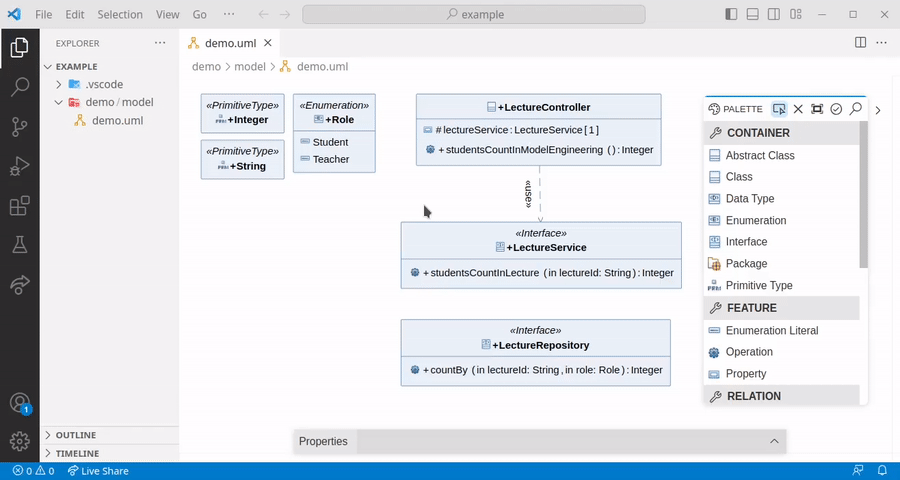 File Edit Selection View Go ··· example
EXPLORER ···
EXAMPLE
.vscode
demo / model
demo.uml
OUTLINE
TIMELINE
demo.uml
demo > model > demo.uml
«PrimitiveType»
+Integer
«PrimitiveType»
+String
«Enumeration»
+Role
Student
Teacher
+LectureController
# lectureService : LectureService [ 1 ]
+ studentsCountInModelEngineering ( ) : Integer
«use»
«Interface»
+LectureService
+ studentsCountInLecture ( in lectureId: String ) : Integer
«Interface»
+LectureRepository
+ countBy ( in lectureId: String , in role: Role ) : Integer
PALETTE
CONTAINER
Abstract Class
Class
Data Type
Enumeration
Interface
Package
Primitive Type
FEATURE
Enumeration Literal
Operation
Property
RELATION
Properties
1
0 0 Live Share